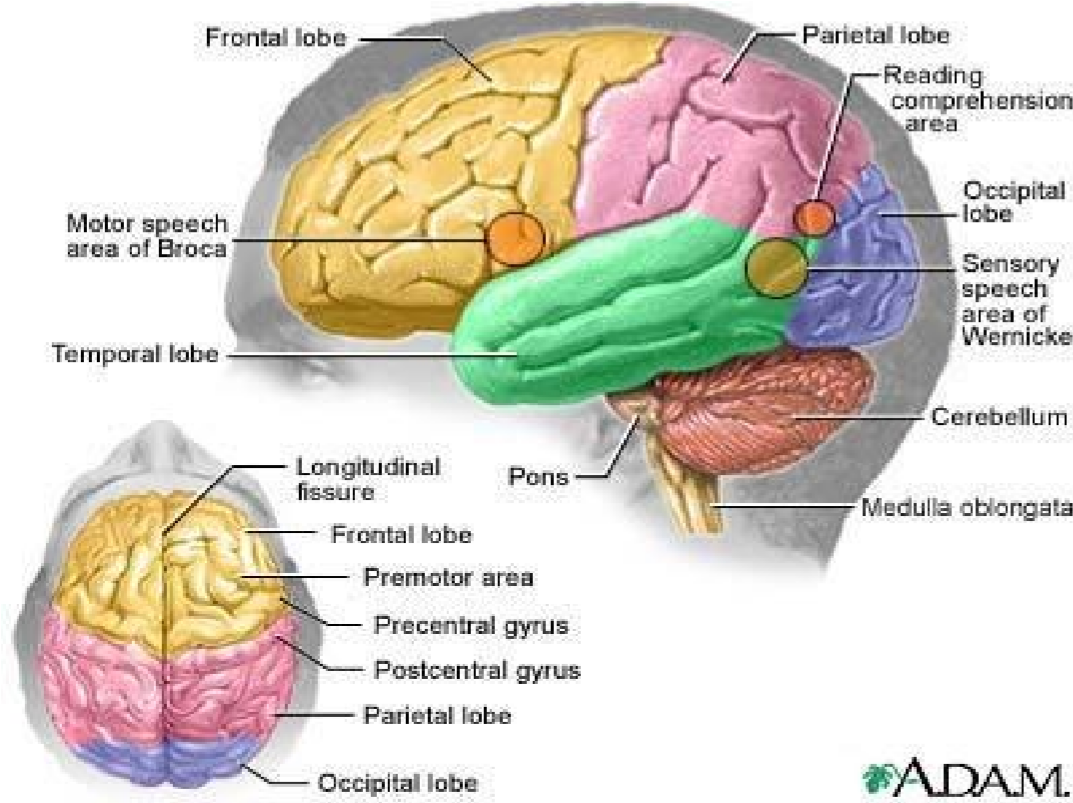 Frontal lobe
Parietal lobe
Reading
comprehension
area
Motor speech
area of Broca
Occipital
lobe
Sensory
speech
area of
Wernicke
Temporal lobe
Cerebellum
Pons
Medulla oblongata
Longitudinal
fissure
Frontal lobe
Premotor area
Precentral gyrus
Postcentral gyrus
Parietal lobe
Occipital lobe
A.D.A.M.